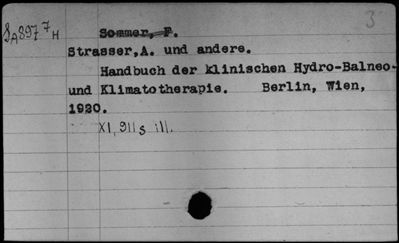 3
SA897 7 H
Sommer, F.
Strasser,A. und andere.
Handbuch der klinischen Hydro-Balneo-
und Klimatotherapie. Berlin, Wien,
1920.
XI, 911 s ill.